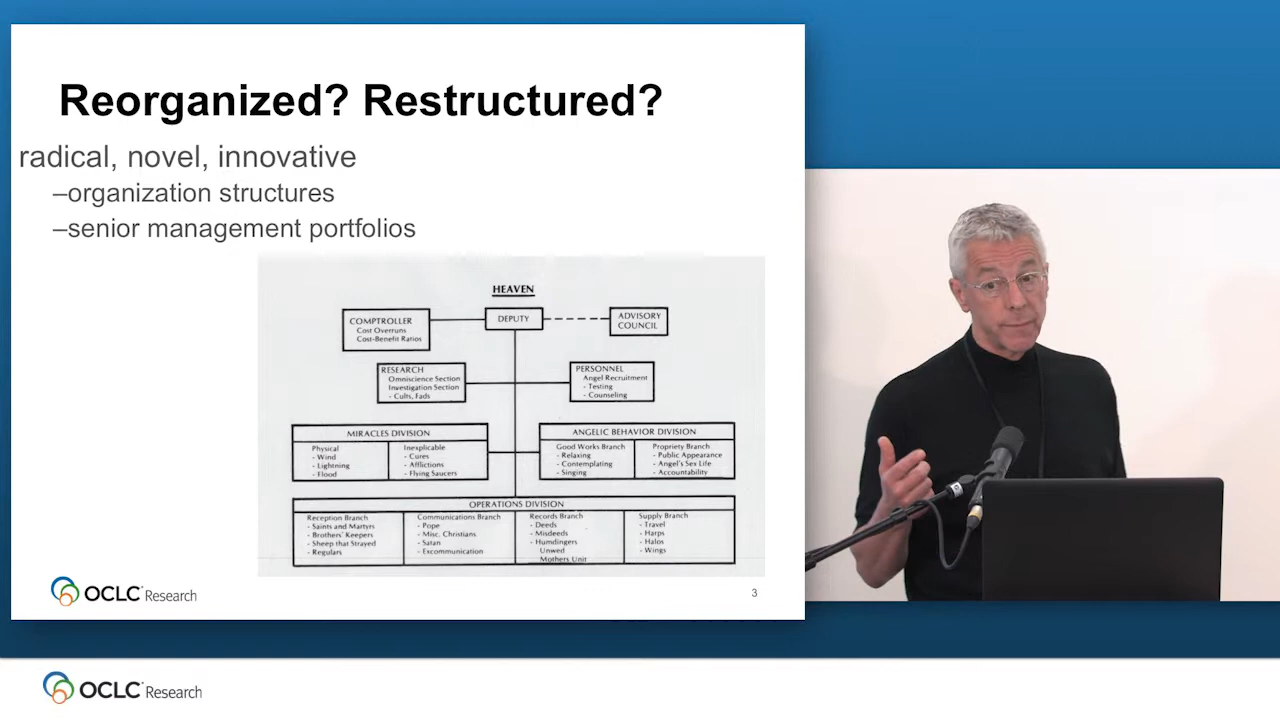 Reorganized? Restructured?
radical, novel, innovative
–organization structures
–senior management portfolios
HEAVEN
COMPTROLLER
Cost Overruns
Cost-Benefit Ratios
DEPUTY
ADVISORY
COUNCIL
RESEARCH
Omniscience Section
Investigation Section
- Cults, Fads
PERSONNEL
Angel Recruitment
- Testing
- Counseling
MIRACLES DIVISION
Physical
- Wind
- Lightning
- Flood
Inexplicable
- Cures
- Afflictions
- Flying Saucers
ANGELIC BEHAVIOR DIVISION
Good Works Branch
- Relaxing
- Contemplating
- Singing
Propriety Branch
- Public Appearance
- Angel's Sex Life
- Accountability
OPERATIONS DIVISION
Reception Branch
- Saints and Martyrs
- Brothers' Keepers
- Sheep that Strayed
- Regulars
Communications Branch
- Pope
- Misc. Christians
- Satan
- Excommunication
Records Branch
- Deeds
- Misdeeds
- Humdingers
Unwed
Mothers Unit
Supply Branch
- Travel
- Harps
- Halos
- Wings
OCLC Research
3
OCLC Research